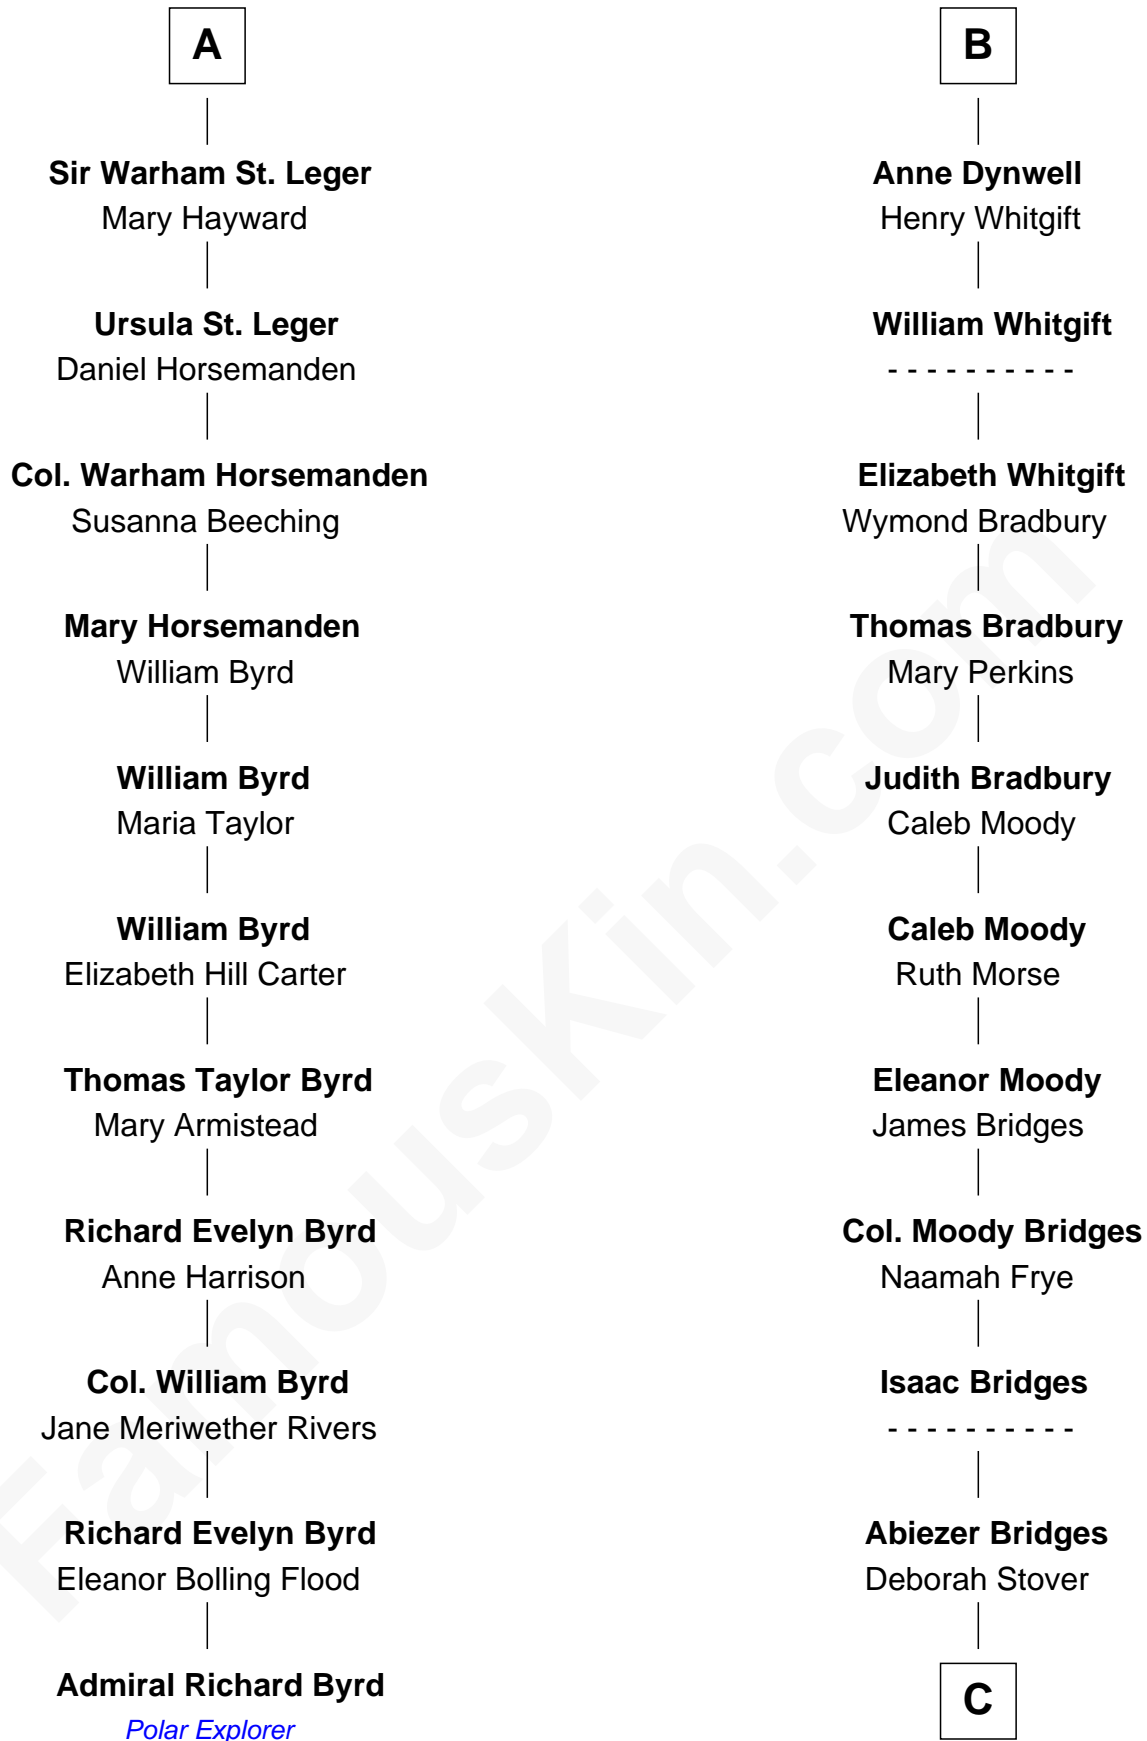 A
Sir Warham St. Leger
Mary Hayward
Ursula St. Leger
Daniel Horsemanden
Col. Warham Horsemanden
Susanna Beeching
Mary Horsemanden
William Byrd
William Byrd
Maria Taylor
William Byrd
Elizabeth Hill Carter
Thomas Taylor Byrd
Mary Armistead
Richard Evelyn Byrd
Anne Harrison
Col. William Byrd
Jane Meriwether Rivers
Richard Evelyn Byrd
Eleanor Bolling Flood
Admiral Richard Byrd
Polar Explorer
B
Anne Dynwell
Henry Whitgift
William Whitgift
- - - - - - - - - -
Elizabeth Whitgift
Wymond Bradbury
Thomas Bradbury
Mary Perkins
Judith Bradbury
Caleb Moody
Caleb Moody
Ruth Morse
Eleanor Moody
James Bridges
Col. Moody Bridges
Naamah Frye
Isaac Bridges
- - - - - - - - - -
Abiezer Bridges
Deborah Stover
C
FamousKin.com